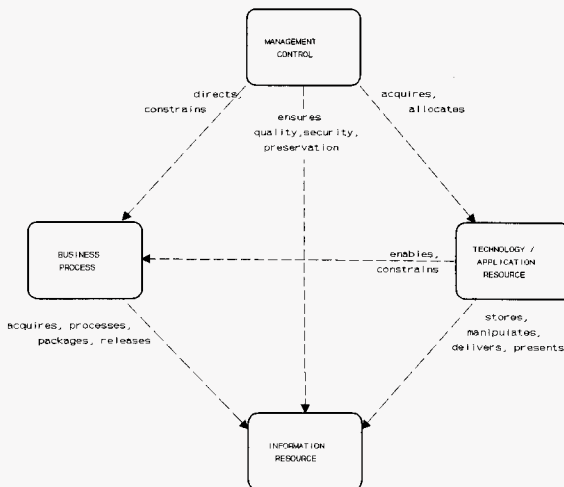 MANAGEMENT
CONTROL
directs,
constrains
ensures
quality,security,
preservation
acquires,
allocates
BUSINESS
PROCESS
enables,
constrains
TECHNOLOGY /
APPLICATION
RESOURCE
acquires, processes,
packages, releases
stores,
manipulates,
delivers, presents
INFORMATION
RESOURCE